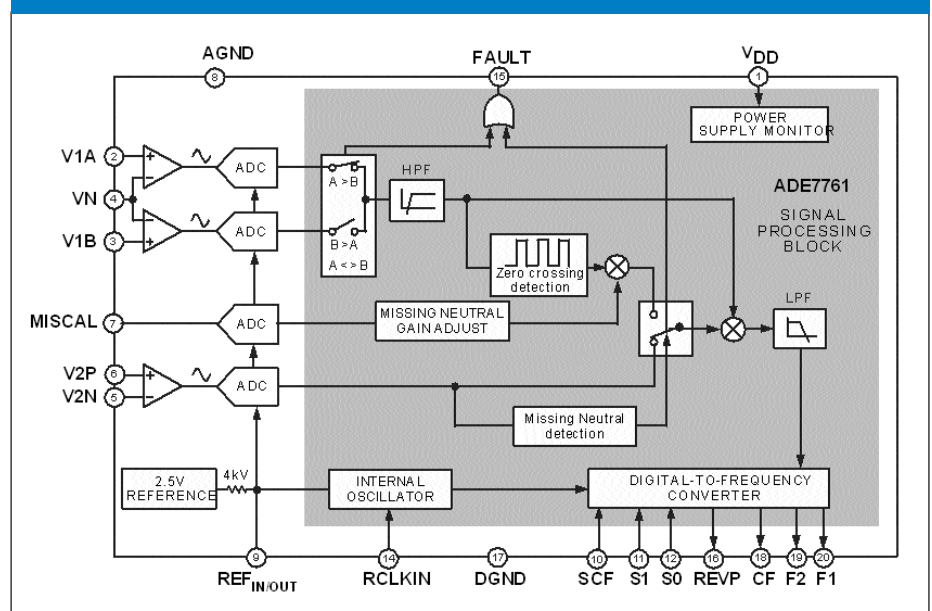 AGND
8
FAULT
15
VDD
1
POWER
SUPPLY MONITOR
V1A
2
+
−
ADC
A >B
HPF
ADE7761
VN
4
SIGNAL
PROCESSING
BLOCK
−
+
ADC
V1B
3
B>A
A <>B
Zero crossing
detection
LPF
MISCAL
7
ADC
MISSING NEUTRAL
GAIN ADJUST
V2P
6
+
ADC
V2N
5
−
Missing Neutral
detection
2.5V
REFERENCE
4kV
INTERNAL
OSCILLATOR
DIGITAL-TO-FREQUENCY
CONVERTER
9
14
17
10
11
12
16
18
19
20
REFIN/OUT
RCLKIN
DGND
SCF
S1
S0
REVP
CF
F2
F1